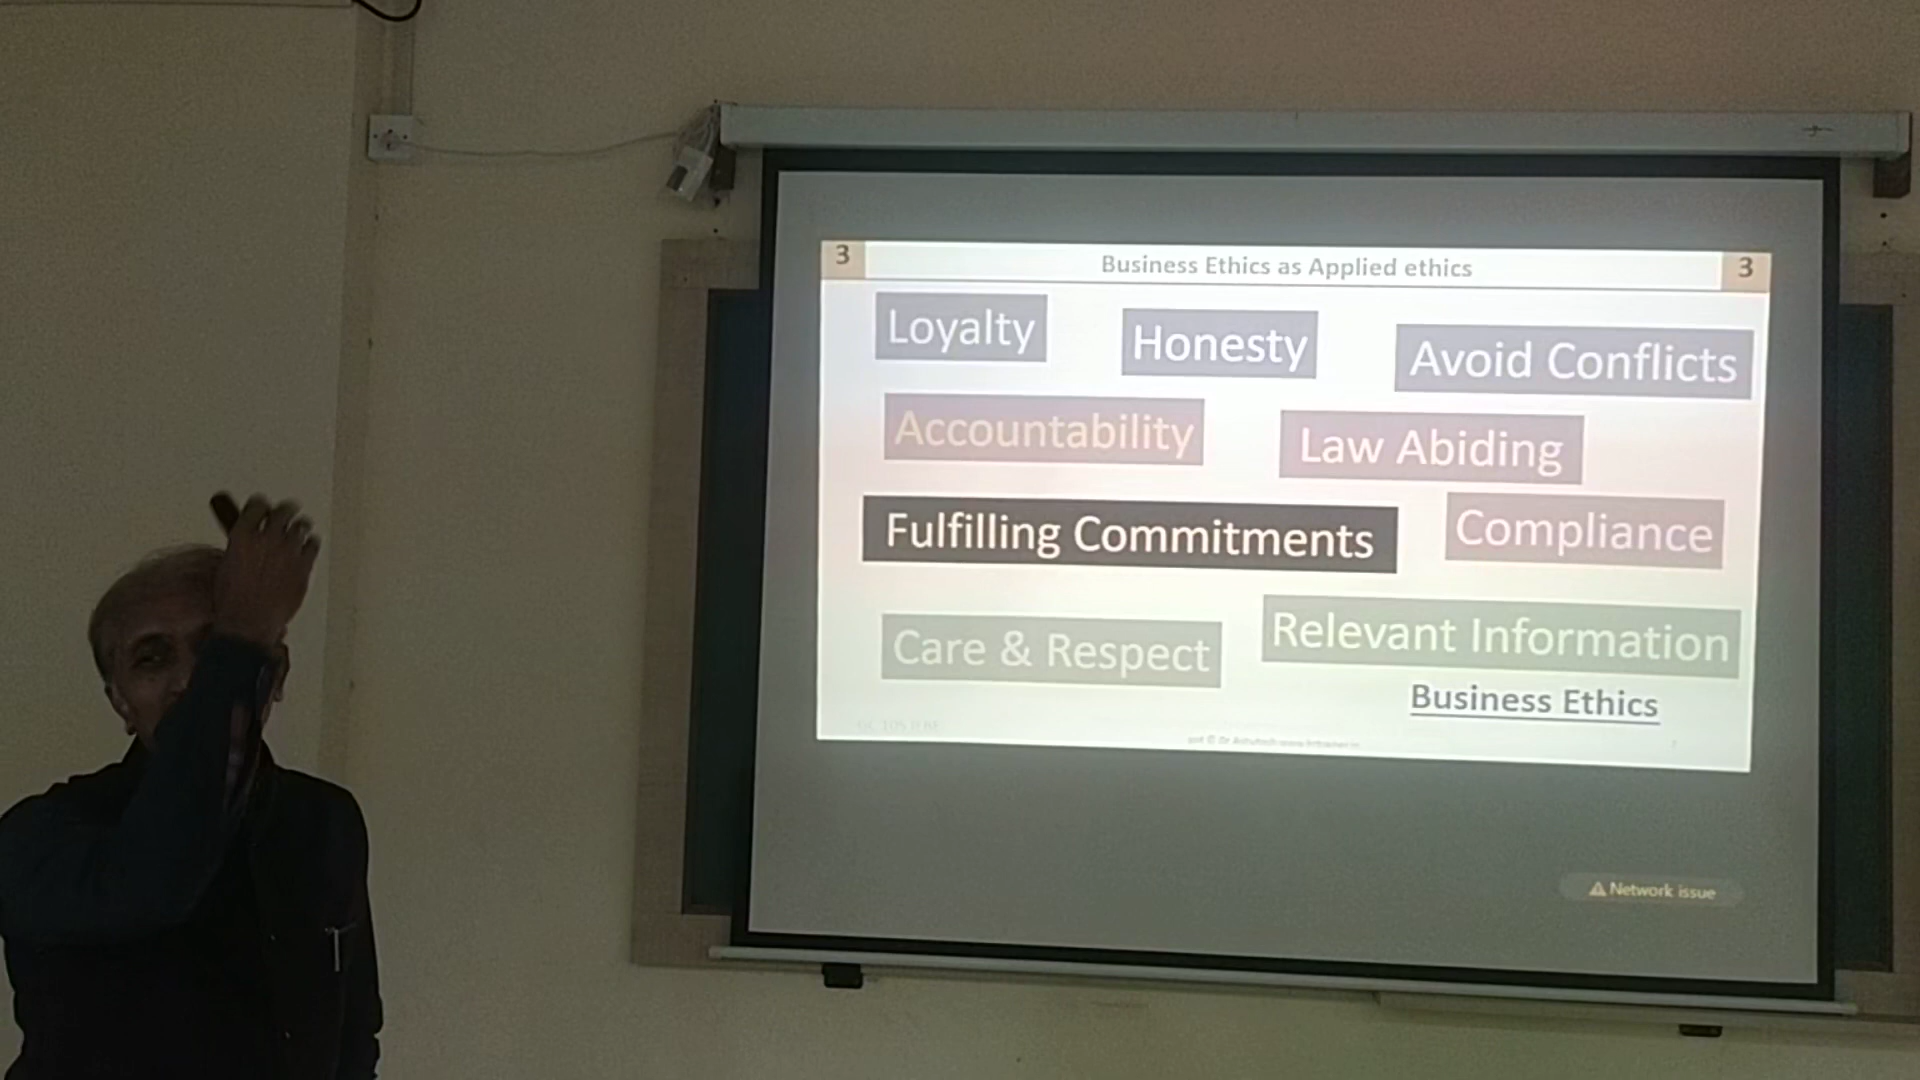 3 Business Ethics as Applied ethics 3
Loyalty Honesty Avoid Conflicts
Accountability Law Abiding
Fulfilling Commitments Compliance
Care & Respect Relevant Information
Business Ethics
Network issue